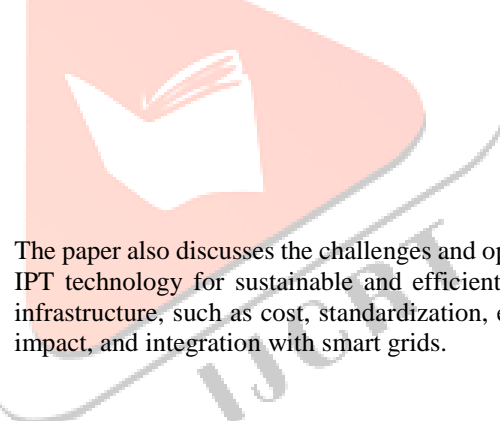 The paper also discusses the challenges and op
IPT technology for sustainable and efficient
infrastructure, such as cost, standardization, e
impact, and integration with smart grids.
IJCRT